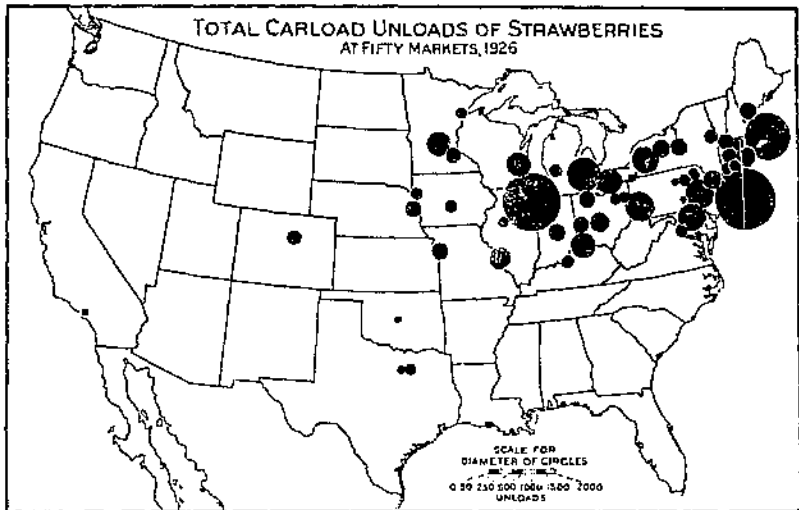 TOTAL CARLOAD UNLOADS OF STRAWBERRIES
AT FIFTY MARKETS, 1926
SCALE FOR
DIAMETER OF CIRCLES
0 50 250 500 1000 1500 2000
UNLOADS